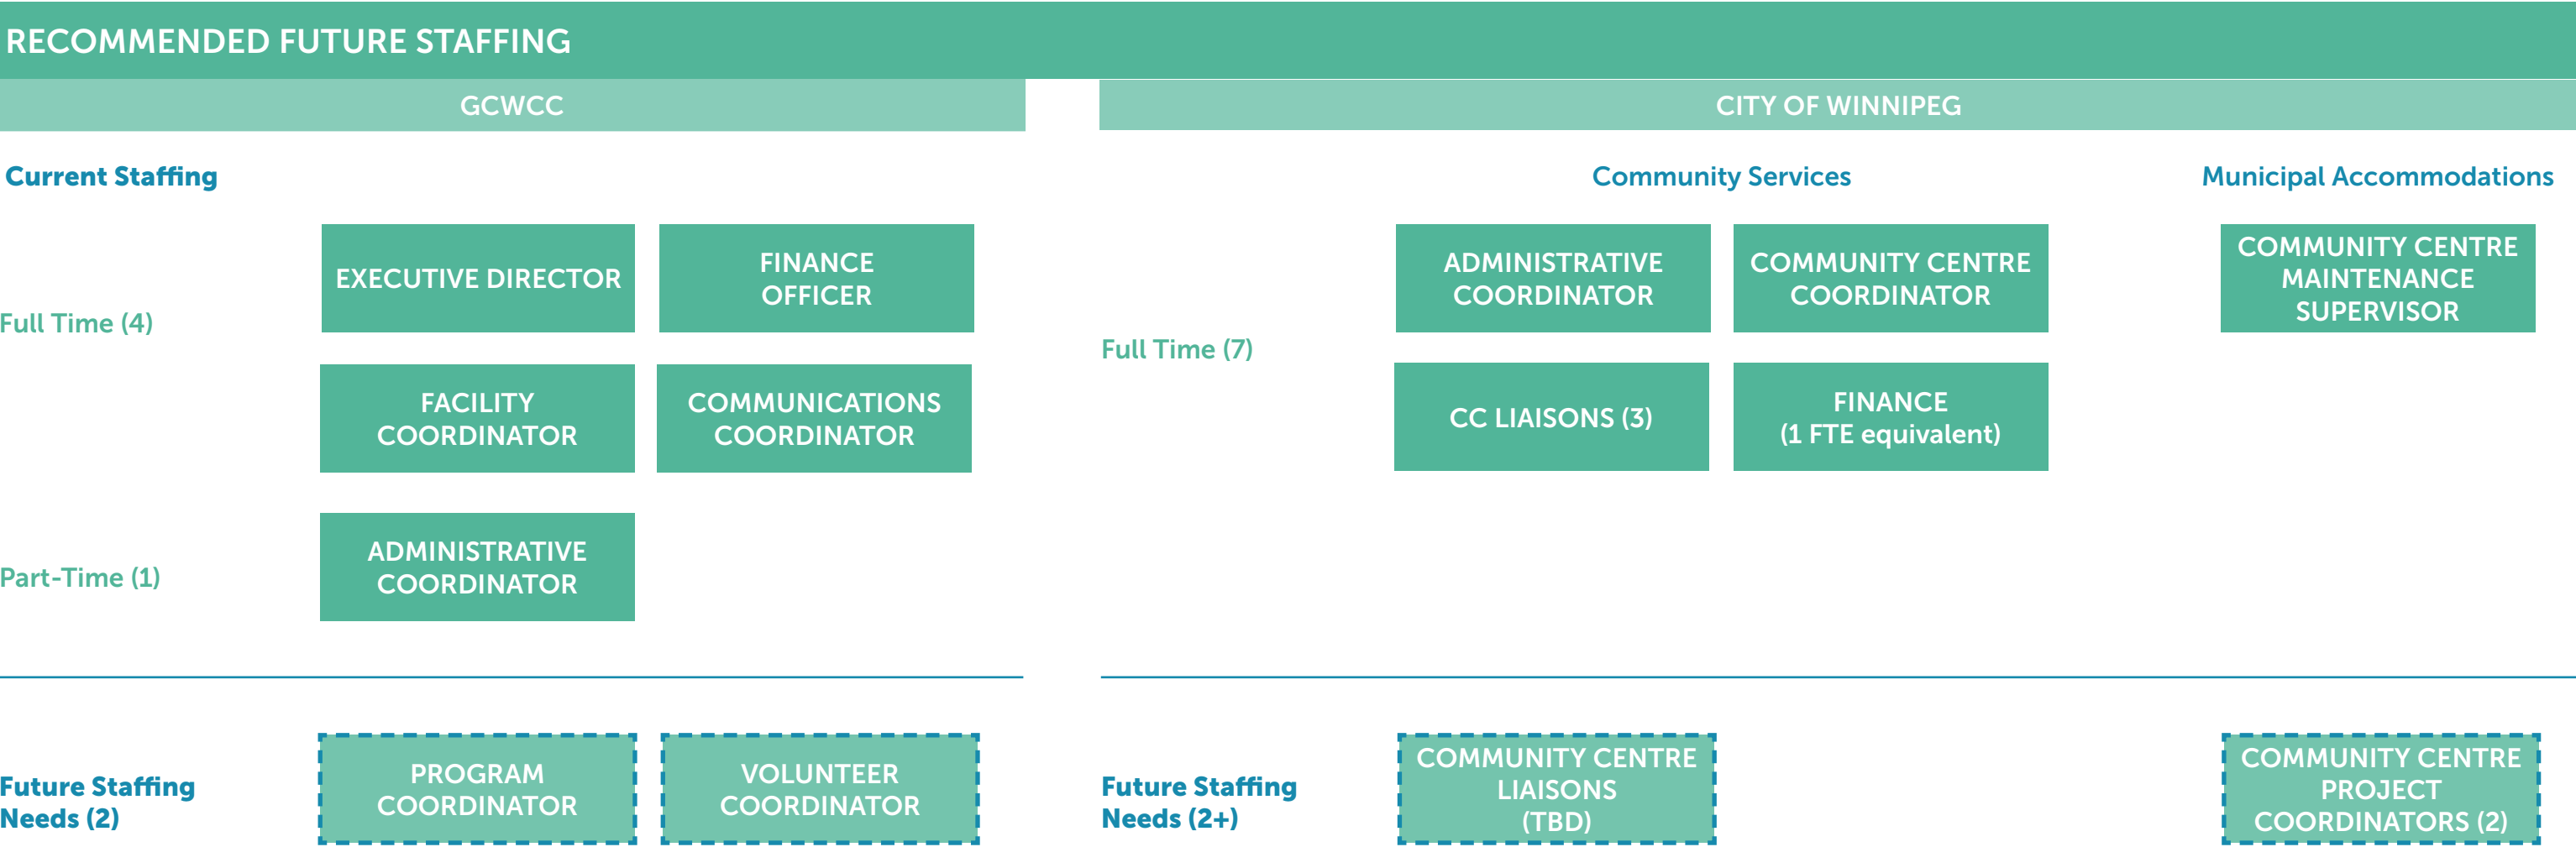 RECOMMENDED FUTURE STAFFING
GCWCC
CITY OF WINNIPEG
Current Staffing
Community Services
Municipal Accommodations
Full Time (4)
EXECUTIVE DIRECTOR
FINANCE
OFFICER
FACILITY
COORDINATOR
COMMUNICATIONS
COORDINATOR
Part-Time (1)
ADMINISTRATIVE
COORDINATOR
Full Time (7)
ADMINISTRATIVE
COORDINATOR
COMMUNITY CENTRE
COORDINATOR
CC LIAISONS (3)
FINANCE
(1 FTE equivalent)
COMMUNITY CENTRE
MAINTENANCE
SUPERVISOR
Future Staffing
Needs (2)
PROGRAM
COORDINATOR
VOLUNTEER
COORDINATOR
Future Staffing
Needs (2+)
COMMUNITY CENTRE
LIAISONS
(TBD)
COMMUNITY CENTRE
PROJECT
COORDINATORS (2)